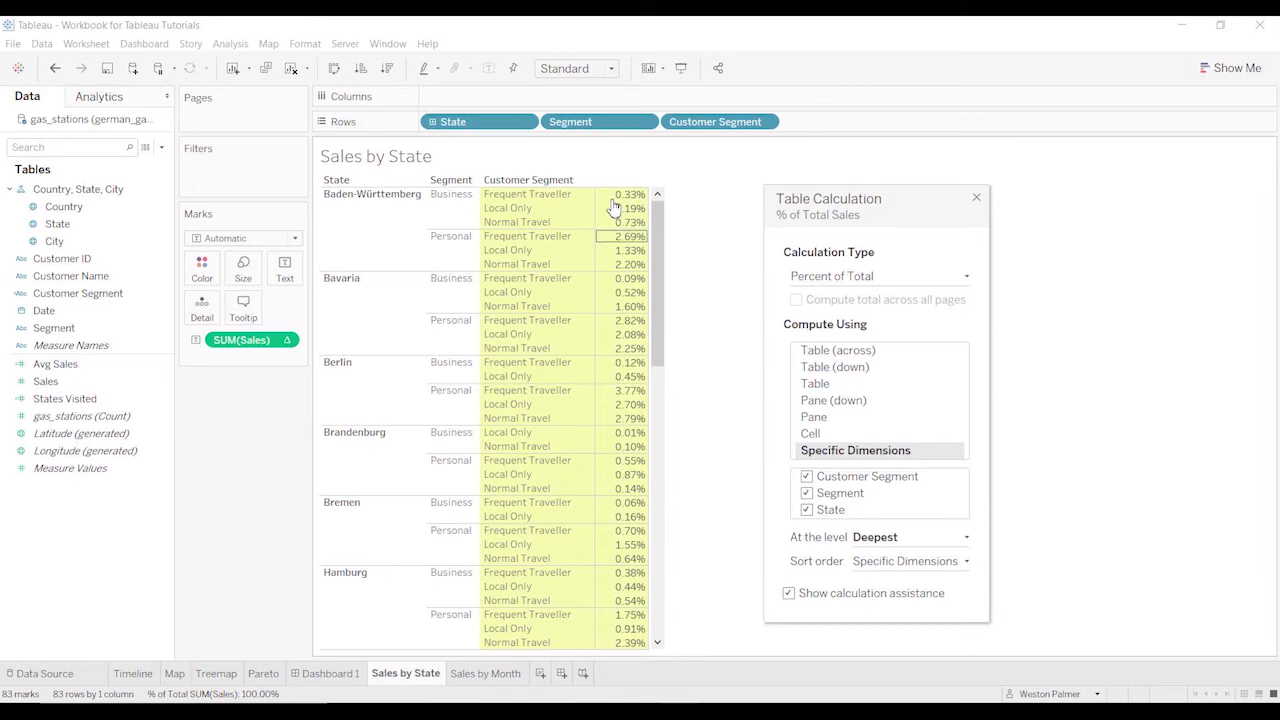 Tableau - Workbook for Tableau Tutorials
File Data Worksheet Dashboard Story Analysis Map Format Server Window Help
Standard Show Me
Data Analytics
gas_stations (german_ga...
Search
Tables
Country, State, City
Country
State
City
Customer ID
Customer Name
Customer Segment
Date
Segment
Measure Names
Avg Sales
Sales
States Visited
gas_stations (Count)
Latitude (generated)
Longitude (generated)
Measure Values
Pages
Filters
Marks
Automatic
Color Size Text
Detail Tooltip
SUM(Sales)
Columns
Rows State Segment Customer Segment
Sales by State
State Segment Customer Segment
Baden-Württemberg Business Frequent Traveller 0.33%
Local Only 19%
Normal Travel 0.73%
Personal Frequent Traveller 2.69%
Local Only 1.33%
Normal Travel 2.20%
Bavaria Business Frequent Traveller 0.09%
Local Only 0.52%
Normal Travel 1.60%
Personal Frequent Traveller 2.82%
Local Only 2.08%
Normal Travel 2.25%
Berlin Business Frequent Traveller 0.12%
Local Only 0.45%
Personal Frequent Traveller 3.77%
Local Only 2.70%
Normal Travel 2.79%
Brandenburg Business Local Only 0.01%
Normal Travel 0.10%
Personal Frequent Traveller 0.55%
Local Only 0.87%
Normal Travel 0.14%
Bremen Business Frequent Traveller 0.06%
Local Only 0.16%
Personal Frequent Traveller 0.70%
Local Only 1.55%
Normal Travel 0.64%
Hamburg Business Frequent Traveller 0.38%
Local Only 0.44%
Normal Travel 0.54%
Personal Frequent Traveller 1.75%
Local Only 0.91%
Normal Travel 2.39%
Table Calculation
% of Total Sales
Calculation Type
Percent of Total
Compute total across all pages
Compute Using
Table (across)
Table (down)
Table
Pane (down)
Pane
Cell
Specific Dimensions
Customer Segment
Segment
State
At the level Deepest
Sort order Specific Dimensions
Show calculation assistance
Data Source Timeline Map Treemap Pareto Dashboard 1 Sales by State Sales by Month
83 marks 83 rows by 1 column % of Total SUM(Sales): 100.00% Weston Palmer